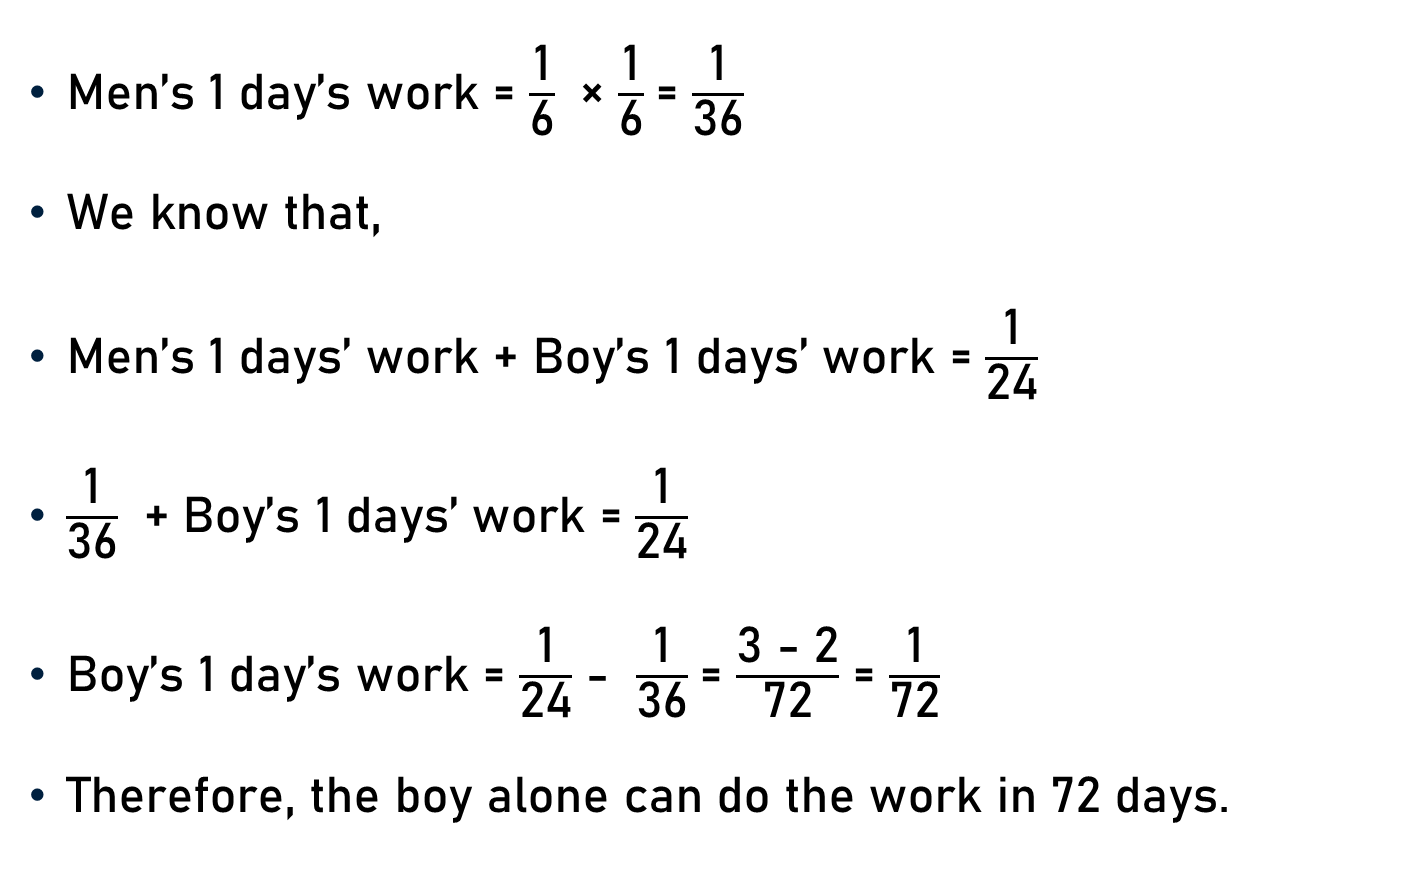 • Men's 1 day's work = 1/6 × 1/6 = 1/36
• We know that,
• Men's 1 days' work + Boy's 1 days' work = 1/24
• 1/36 + Boy's 1 days' work = 1/24
• Boy's 1 day's work = 1/24 - 1/36 = 3 - 2/72 = 1/72
• Therefore, the boy alone can do the work in 72 days.